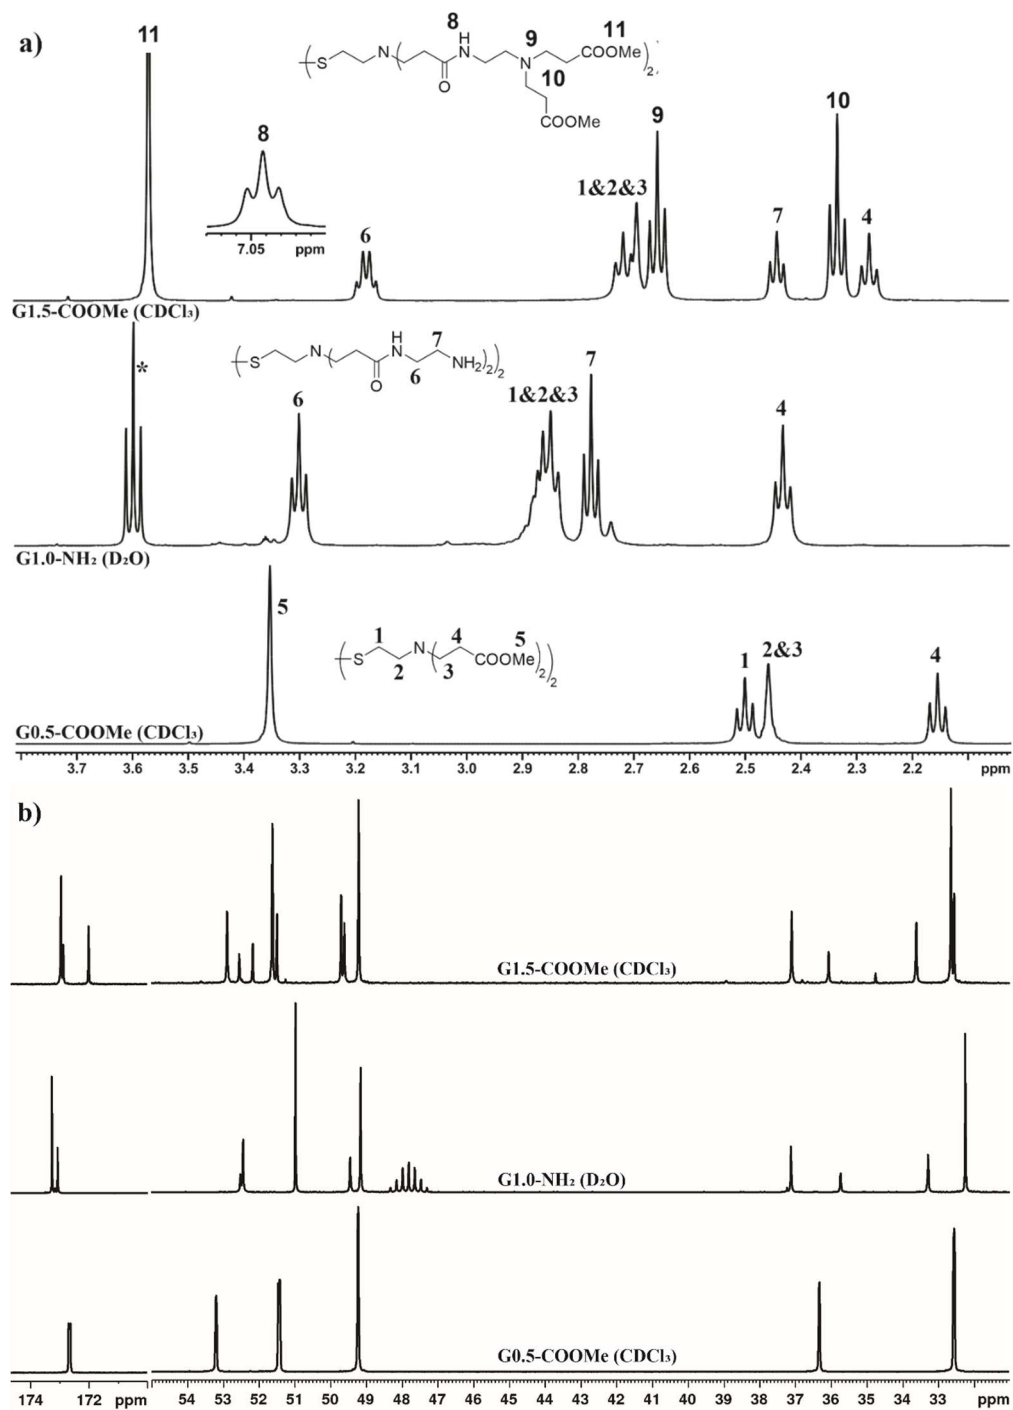 a)
11
8
7.05 ppm
6
1&2&3
9
7
10
4
8 9 11
H
S N N N COOMe 2
O 10
COOMe
G1.5-COOMe (CDCl₃)
*
6
1&2&3
7
4
H 7
S N N NH₂ 2 2
O 6
G1.0-NH₂ (D₂O)
5
1
2&3
4
1 4 5
S N COOMe 2 2
2 3
G0.5-COOMe (CDCl₃)
3.7 3.6 3.5 3.4 3.3 3.2 3.1 3.0 2.9 2.8 2.7 2.6 2.5 2.4 2.3 2.2 ppm
b)
G1.5-COOMe (CDCl₃)
G1.0-NH₂ (D₂O)
G0.5-COOMe (CDCl₃)
174 172 ppm 54 53 52 51 50 49 48 47 46 45 44 43 42 41 40 39 38 37 36 35 34 33 ppm